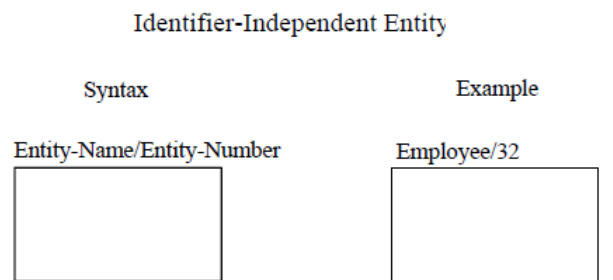 Identifier-Independent Entity
Syntax
Example
Entity-Name/Entity-Number
Employee/32